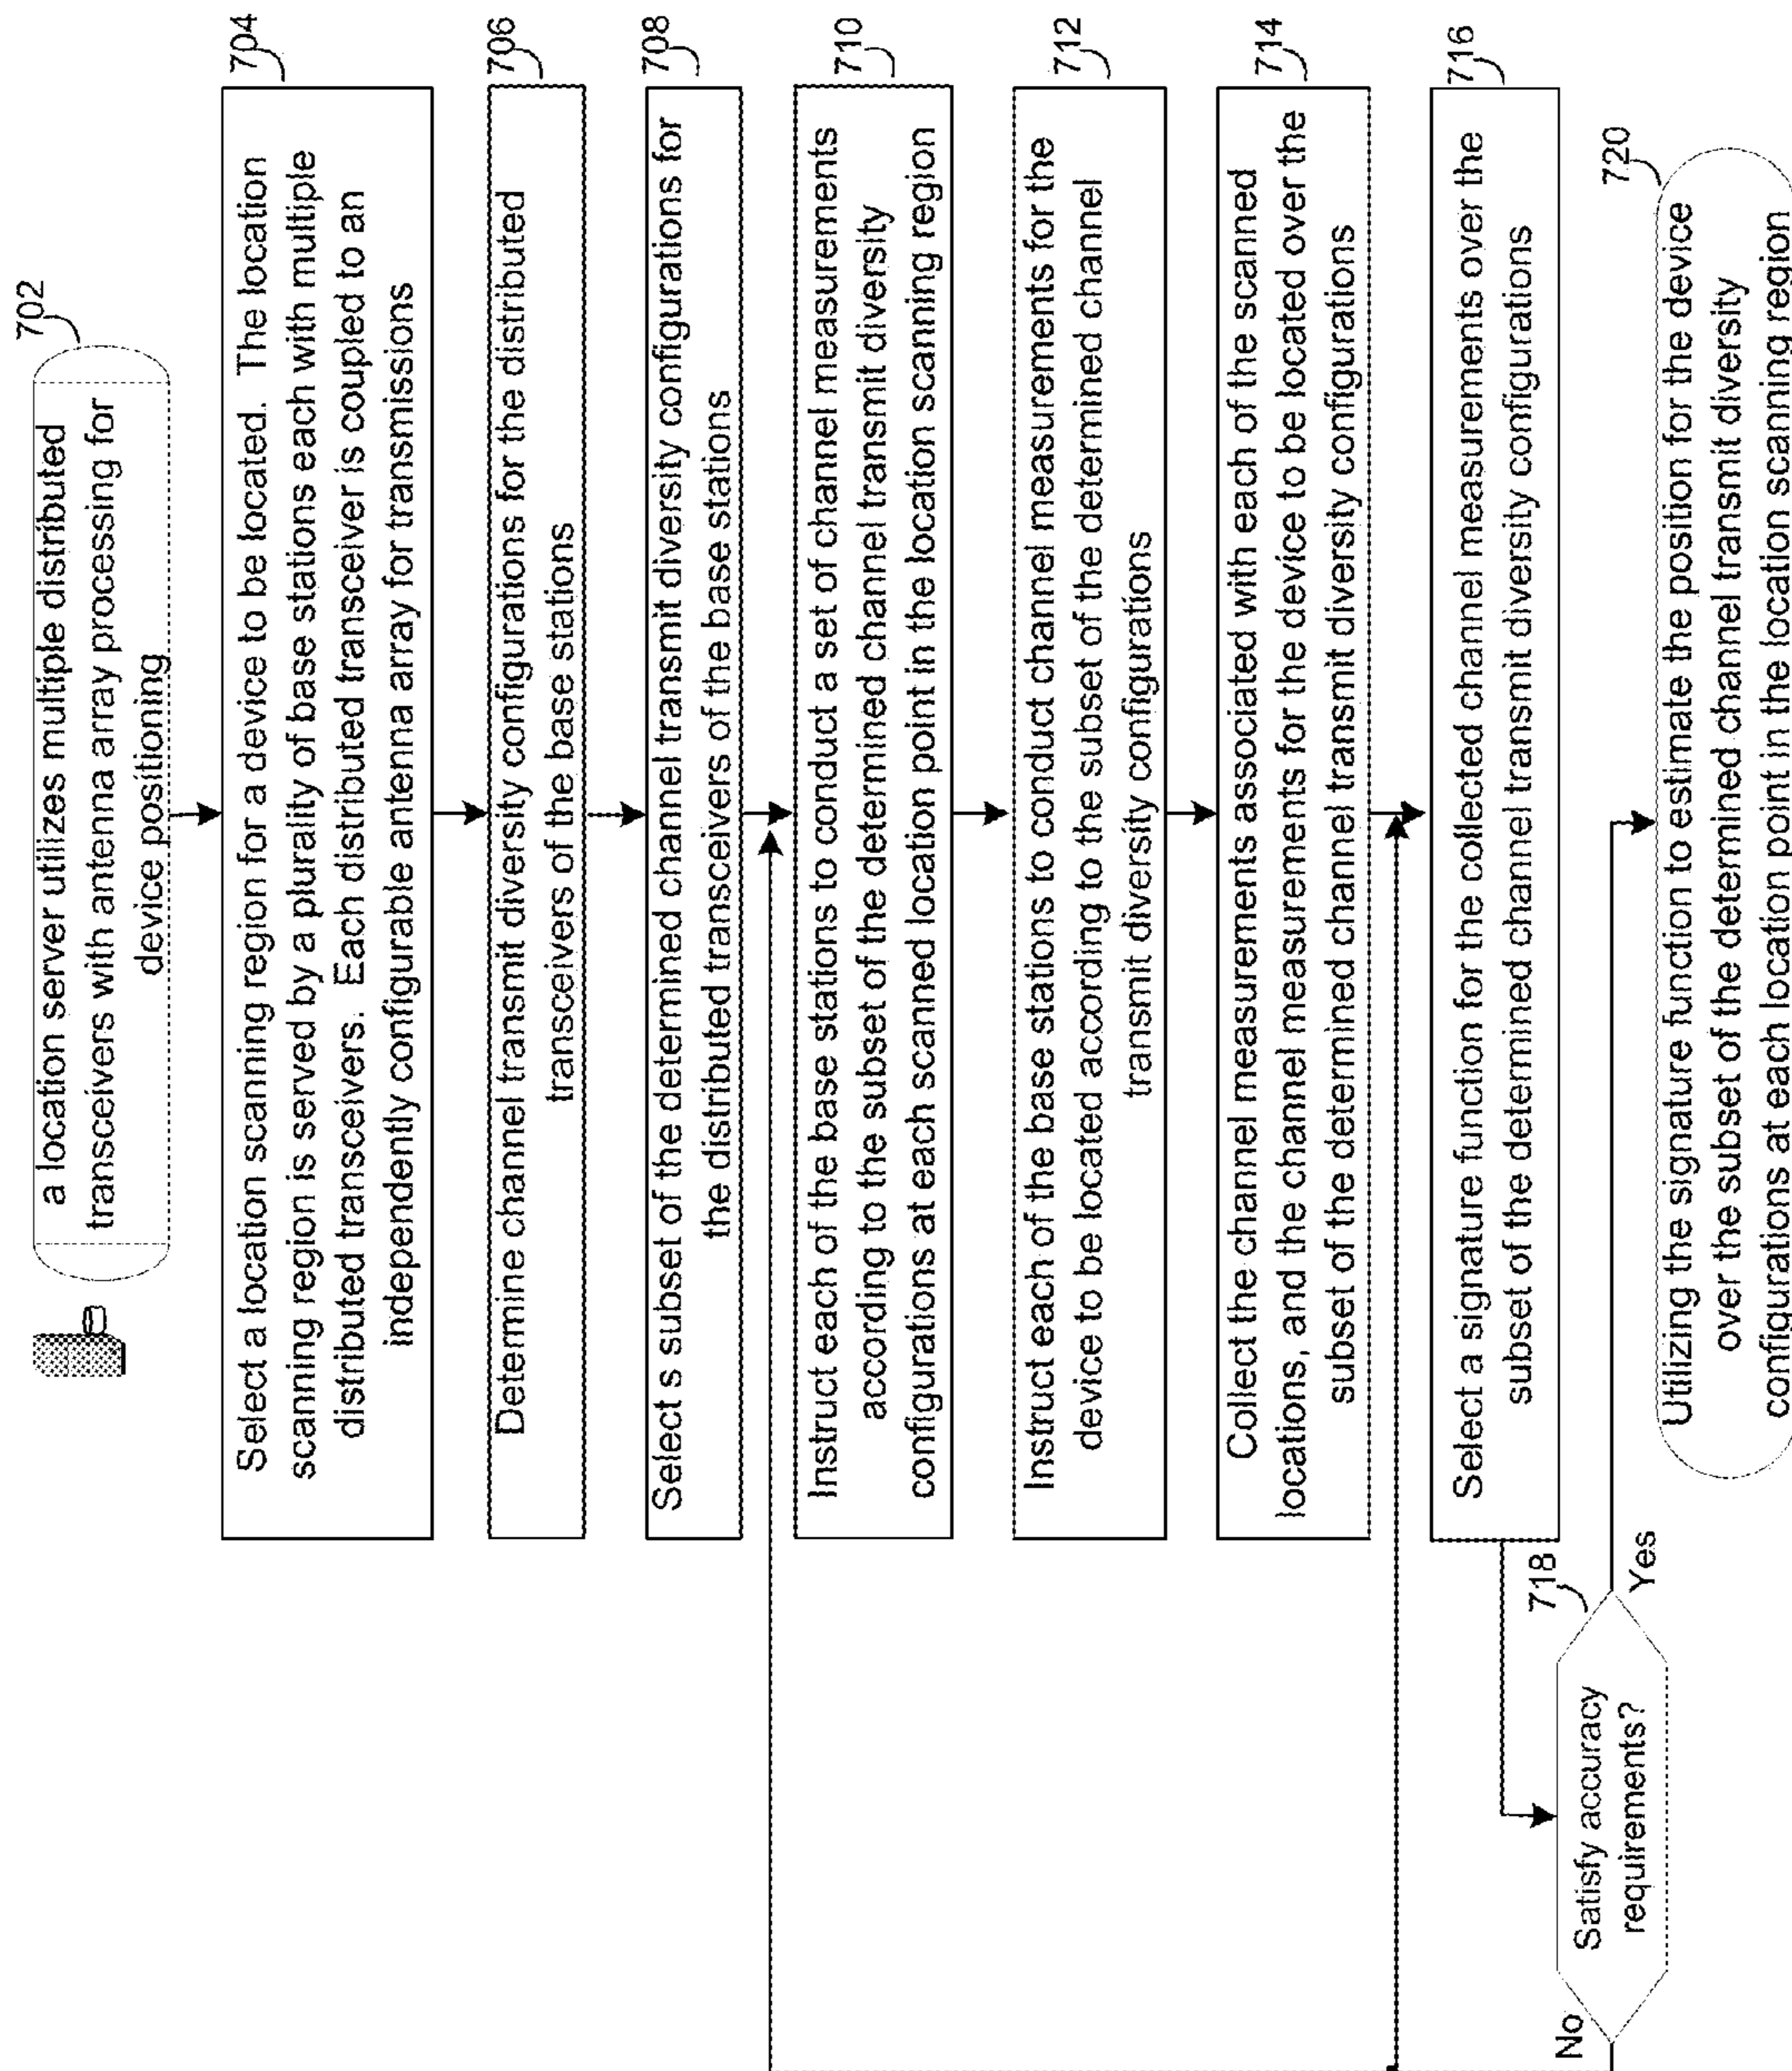 702
a location server utilizes multiple distributed
transceivers with antenna array processing for
device positioning
704
Select a location scanning region for a device to be located. The location
scanning region is served by a plurality of base stations each with multiple
distributed transceivers. Each distributed transceiver is coupled to an
independently configurable antenna array for transmissions
706
Determine channel transmit diversity configurations for the distributed
transceivers of the base stations
708
Select s subset of the determined channel transmit diversity configurations for
the distributed transceivers of the base stations
710
Instruct each of the base stations to conduct a set of channel measurements
according to the subset of the determined channel transmit diversity
configurations at each scanned location point in the location scanning region
712
Instruct each of the base stations to conduct channel measurements for the
device to be located according to the subset of the determined channel
transmit diversity configurations
714
Collect the channel measurements associated with each of the scanned
locations, and the channel measurements for the device to be located over the
subset of the determined channel transmit diversity configurations
716
Select a signature function for the collected channel measurements over the
subset of the determined channel transmit diversity configurations
718
Satisfy accuracy
requirements?
No
Yes
720
Utilizing the signature function to estimate the position for the device
over the subset of the determined channel transmit diversity
configurations at each location point in the location scanning region